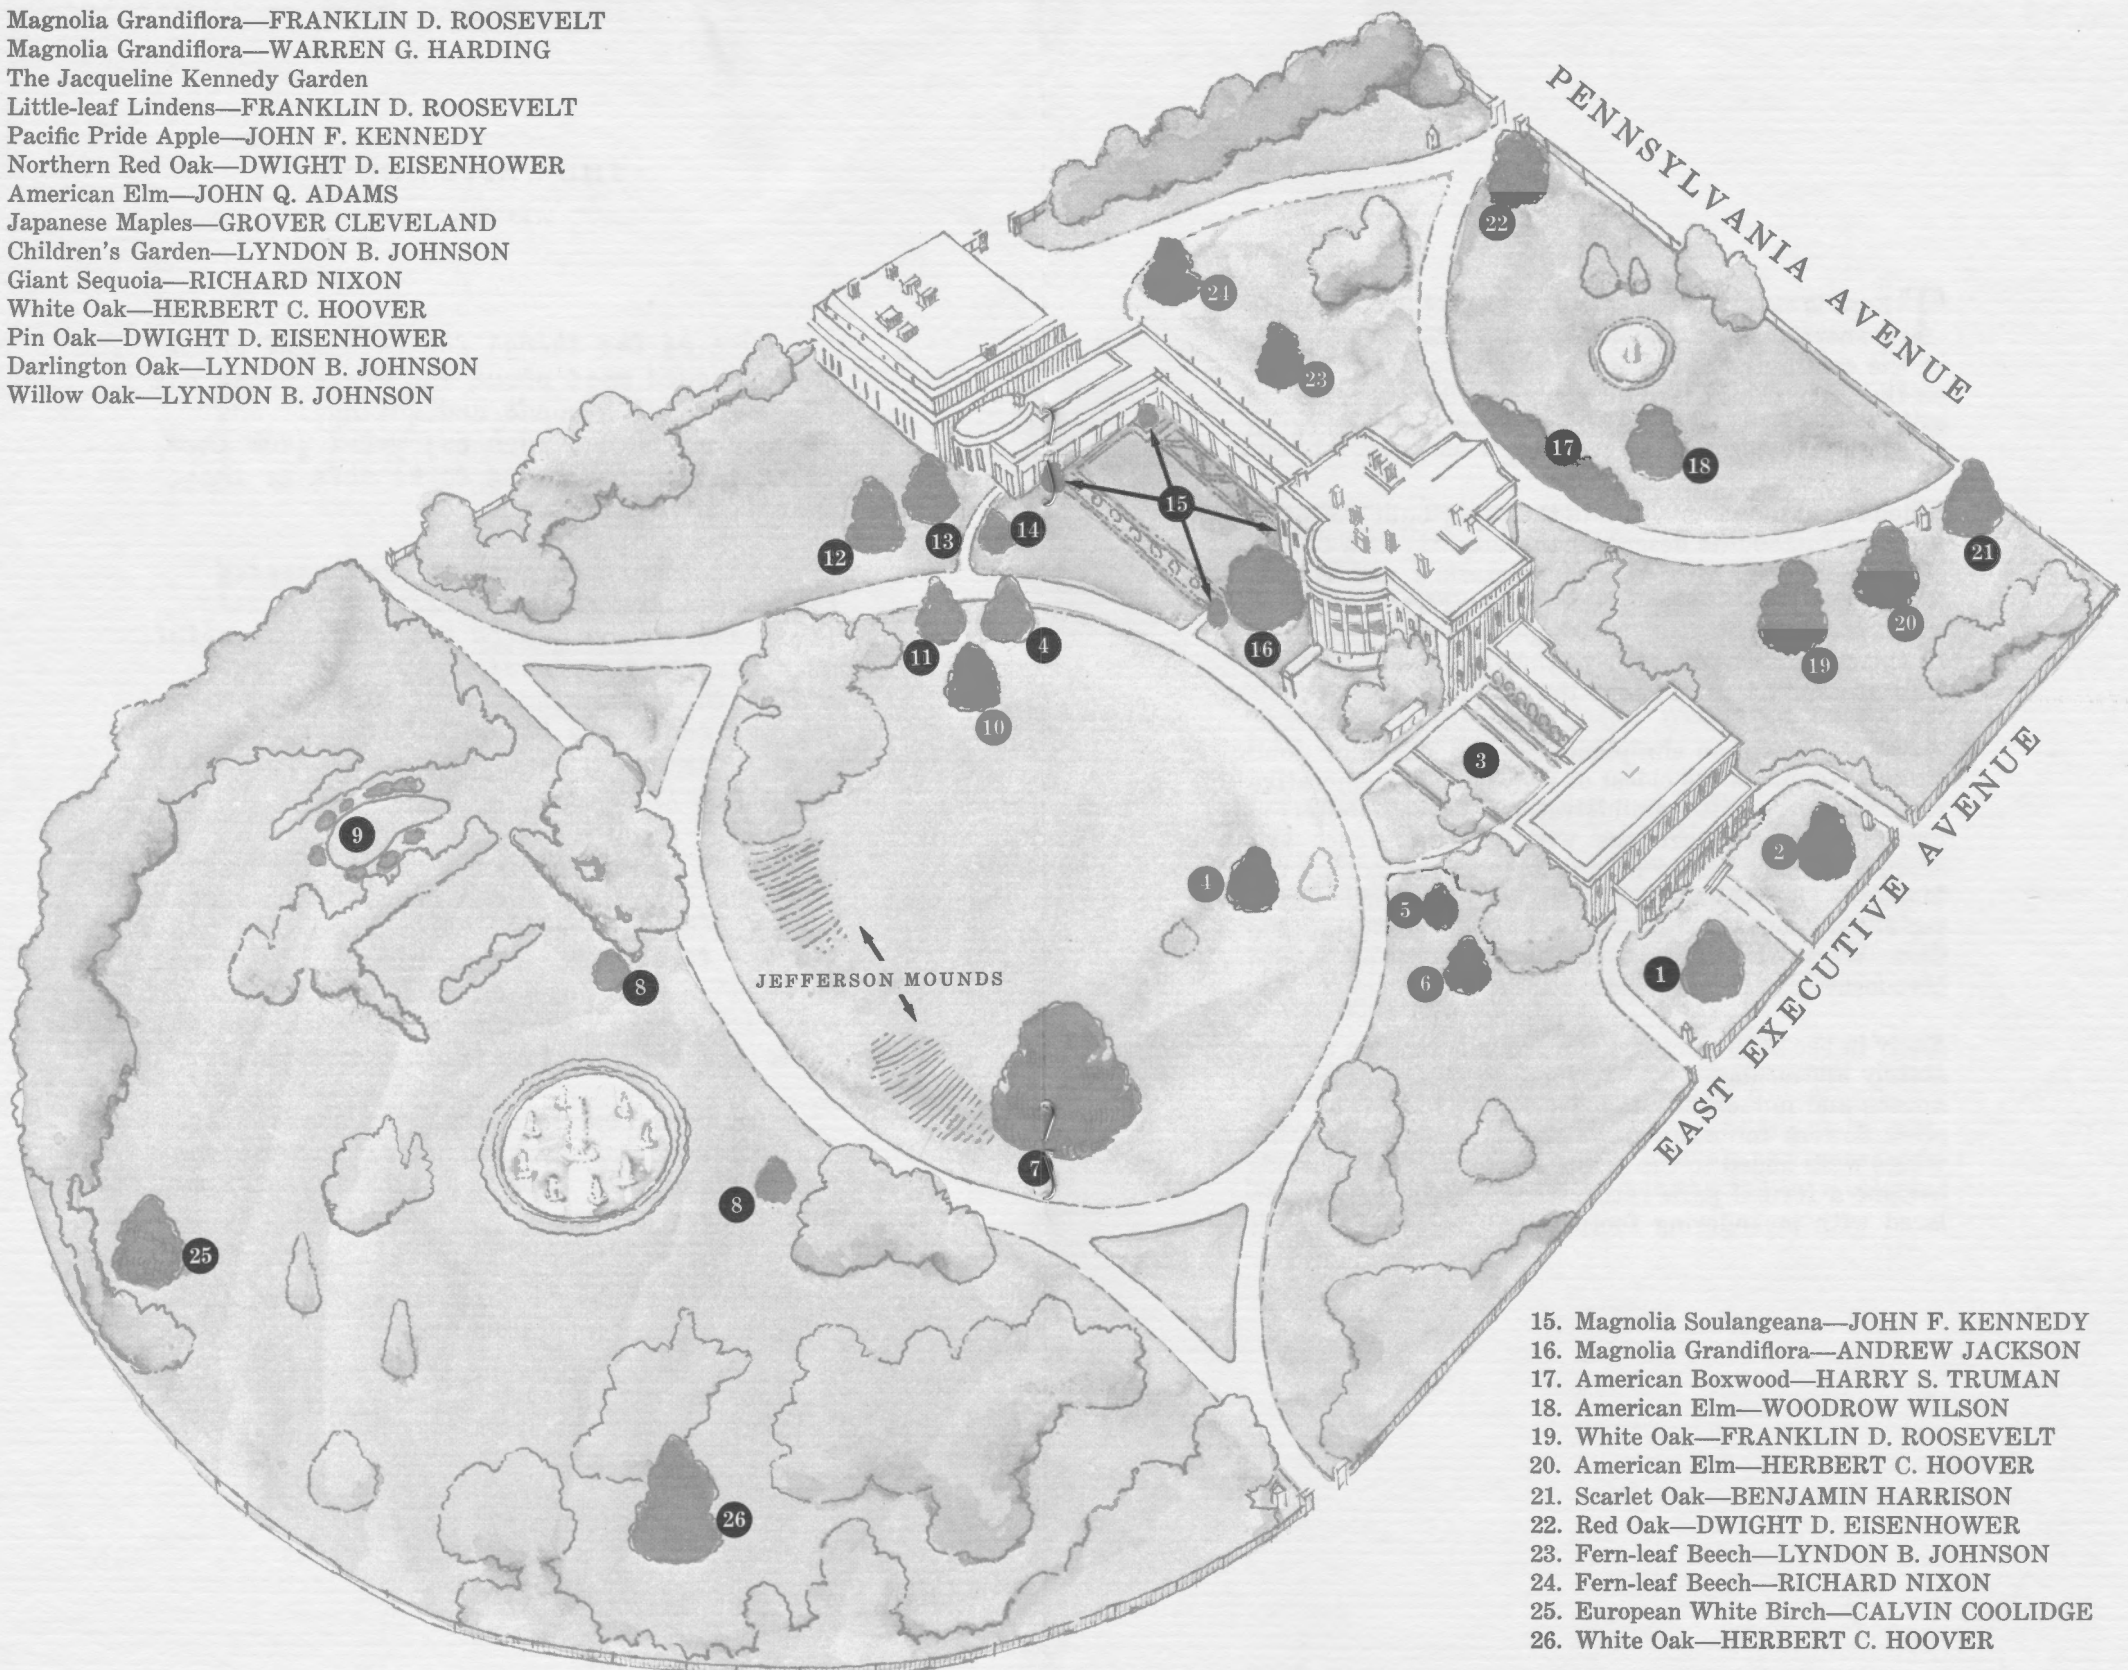 Magnolia Grandiflora—FRANKLIN D. ROOSEVELT
Magnolia Grandiflora—WARREN G. HARDING
The Jacqueline Kennedy Garden
Little-leaf Lindens—FRANKLIN D. ROOSEVELT
Pacific Pride Apple—JOHN F. KENNEDY
Northern Red Oak—DWIGHT D. EISENHOWER
American Elm—JOHN Q. ADAMS
Japanese Maples—GROVER CLEVELAND
Children's Garden—LYNDON B. JOHNSON
Giant Sequoia—RICHARD NIXON
White Oak—HERBERT C. HOOVER
Pin Oak—DWIGHT D. EISENHOWER
Darlington Oak—LYNDON B. JOHNSON
Willow Oak—LYNDON B. JOHNSON
PENNSYLVANIA AVENUE
22
24
23
17
18
15
14
13
12
21
20
19
16
11
4
10
3
9
2
4
5
6
1
8
JEFFERSON MOUNDS
EAST EXECUTIVE AVENUE
7
8
25
26
15. Magnolia Soulangeana—JOHN F. KENNEDY
16. Magnolia Grandiflora—ANDREW JACKSON
17. American Boxwood—HARRY S. TRUMAN
18. American Elm—WOODROW WILSON
19. White Oak—FRANKLIN D. ROOSEVELT
20. American Elm—HERBERT C. HOOVER
21. Scarlet Oak—BENJAMIN HARRISON
22. Red Oak—DWIGHT D. EISENHOWER
23. Fern-leaf Beech—LYNDON B. JOHNSON
24. Fern-leaf Beech—RICHARD NIXON
25. European White Birch—CALVIN COOLIDGE
26. White Oak—HERBERT C. HOOVER